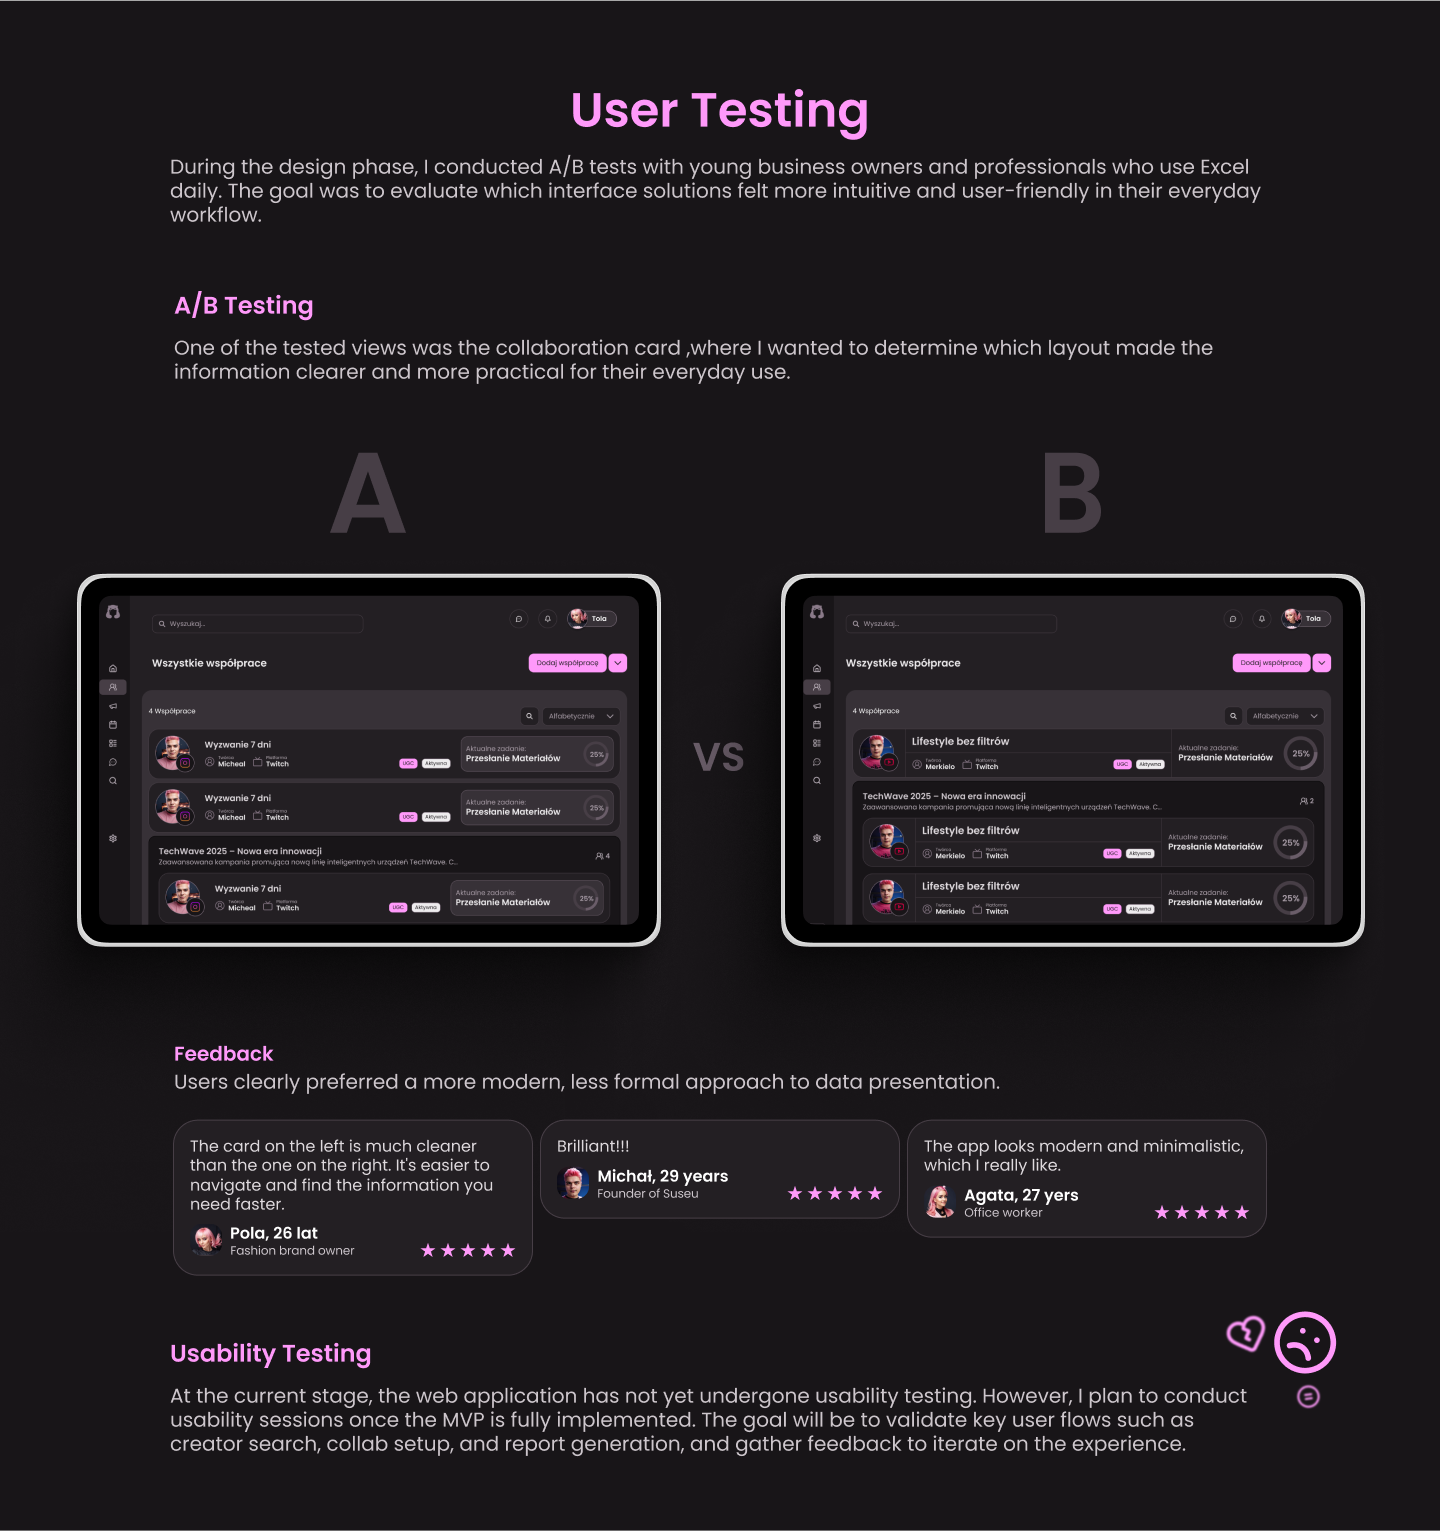 User Testing
During the design phase, I conducted A/B tests with young business owners and professionals who use Excel
daily. The goal was to evaluate which interface solutions felt more intuitive and user-friendly in their everyday
workflow.
A/B Testing
One of the tested views was the collaboration card ,where I wanted to determine which layout made the
information clearer and more practical for their everyday use.
A
B
VS
Wyszukaj...
Tola
Wszystkie współprace
Dodaj współpracę
4 Współprace
Alfabetycznie
Wyzwanie 7 dni
Twórca
Micheal
Platforma
Twitch
UGC
Aktywna
Aktualne zadanie:
Przesłanie Materiałów
25%
Wyzwanie 7 dni
Twórca
Micheal
Platforma
Twitch
UGC
Aktywna
Aktualne zadanie:
Przesłanie Materiałów
25%
TechWave 2025 – Nowa era innowacji
Zaawansowana kompania promująca nową linię inteligentnych urządzeń TechWave. C...
4
Wyzwanie 7 dni
Twórca
Micheal
Platforma
Twitch
UGC
Aktywna
Aktualne zadanie:
Przesłanie Materiałów
25%
Wyszukaj...
Tola
Wszystkie współprace
Dodaj współpracę
4 Współprace
Alfabetycznie
Lifestyle bez filtrów
Twórca
Merkielo
Platforma
Twitch
UGC
Aktywna
Aktualne zadanie:
Przesłanie Materiałów
25%
TechWave 2025 – Nowa era innowacji
Zaawansowana kompania promująca nową linię inteligentnych urządzeń TechWave. C...
2
Lifestyle bez filtrów
Twórca
Merkielo
Platforma
Twitch
UGC
Aktywna
Aktualne zadanie:
Przesłanie Materiałów
25%
Lifestyle bez filtrów
Twórca
Merkielo
Platforma
Twitch
UGC
Aktywna
Aktualne zadanie:
Przesłanie Materiałów
25%
Feedback
Users clearly preferred a more modern, less formal approach to data presentation.
The card on the left is much cleaner
than the one on the right. It's easier to
navigate and find the information you
need faster.
Pola, 26 lat
Fashion brand owner
Brilliant!!!
Michał, 29 years
Founder of Suseu
The app looks modern and minimalistic,
which I really like.
Agata, 27 yers
Office worker
Usability Testing
At the current stage, the web application has not yet undergone usability testing. However, I plan to conduct
usability sessions once the MVP is fully implemented. The goal will be to validate key user flows such as
creator search, collab setup, and report generation, and gather feedback to iterate on the experience.